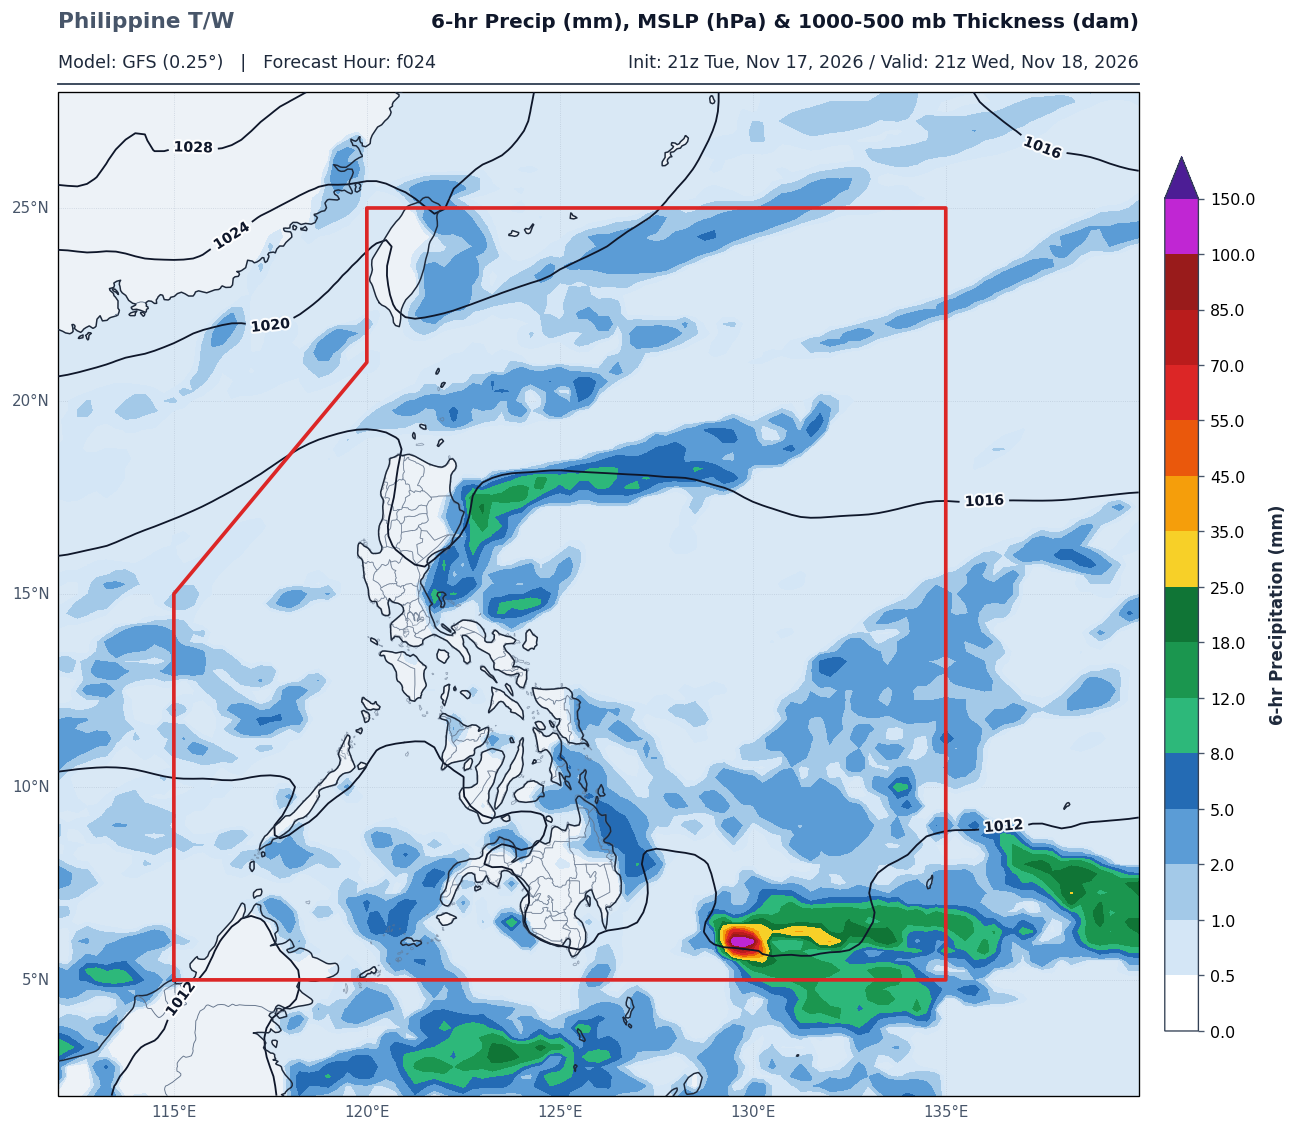 Philippine T/W
6-hr Precip (mm), MSLP (hPa) & 1000-500 mb Thickness (dam)
Model: GFS (0.25°) | Forecast Hour: f024
Init: 21z Tue, Nov 17, 2026 / Valid: 21z Wed, Nov 18, 2026
1028
1016
1024
1020
1016
1012
1012
25°N
20°N
15°N
10°N
5°N
115°E
120°E
125°E
130°E
135°E
150.0
100.0
85.0
70.0
55.0
45.0
35.0
25.0
18.0
12.0
8.0
5.0
2.0
1.0
0.5
0.0
6-hr Precipitation (mm)